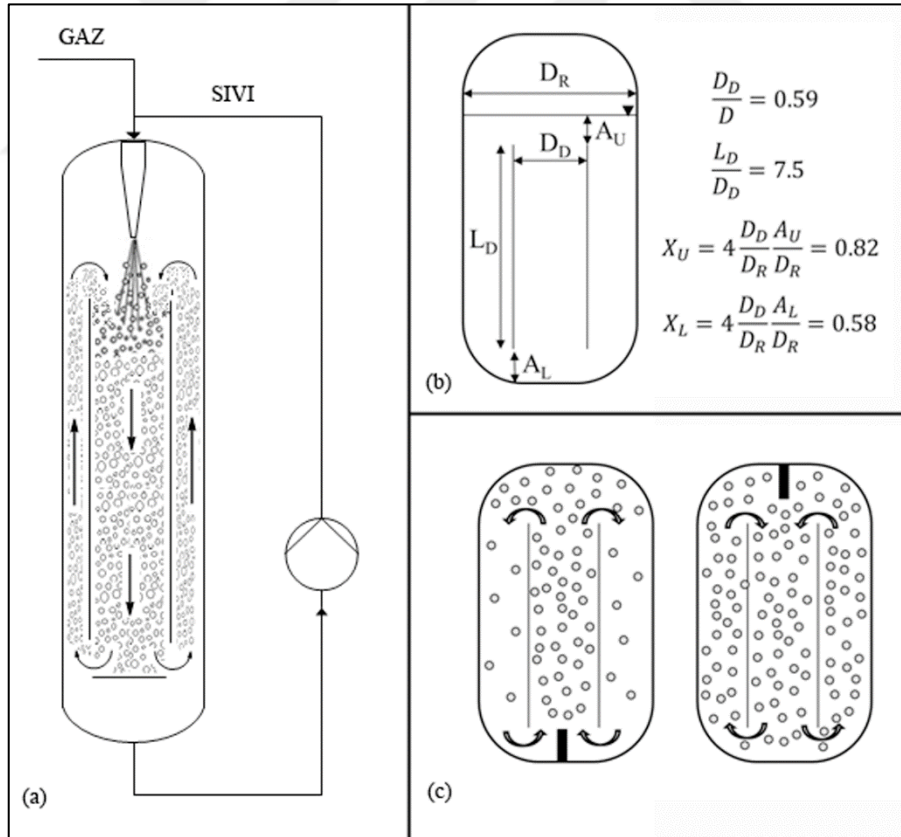 GAZ
SIVI
(a)
D_R
A_U
D_D
L_D
A_L
(b)
D_D/D = 0.59
L_D/D_D = 7.5
X_U = 4 D_D/D_R A_U/D_R = 0.82
X_L = 4 D_D/D_R A_L/D_R = 0.58
(c)